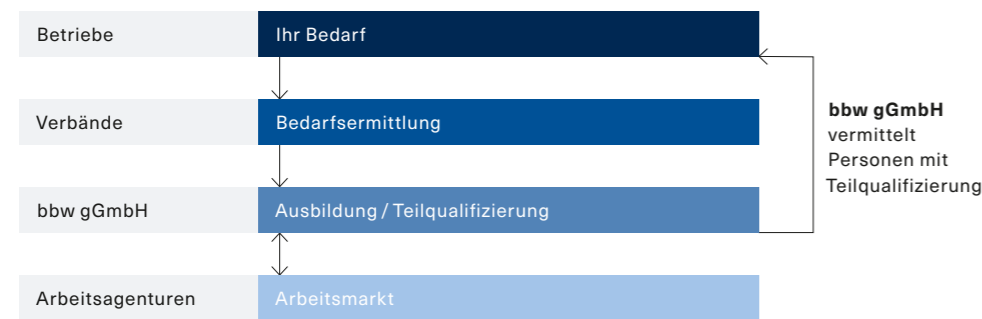 Betriebe
Ihr Bedarf
Verbände
Bedarfsermittlung
bbw gGmbH
Ausbildung / Teilqualifizierung
Arbeitsagenturen
Arbeitsmarkt
bbw gGmbH
vermittelt
Personen mit
Teilqualifizierung